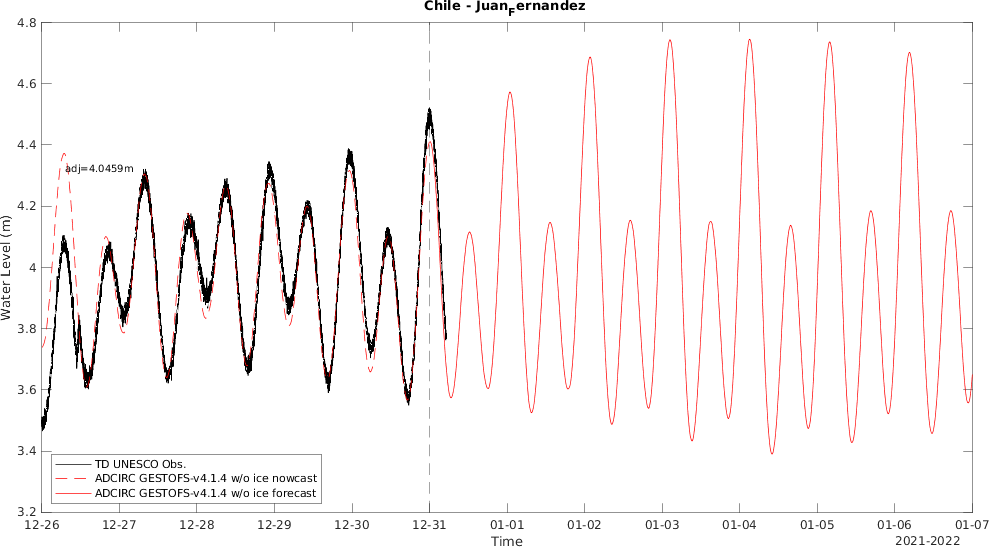 Chile - JuanFernandez
4.8
4.6
4.4
4.2
4
3.8
3.6
3.4
3.2
Water Level (m)
adj=4.0459m
TD UNESCO Obs.
ADCIRC GESTOFS-v4.1.4 w/o ice nowcast
ADCIRC GESTOFS-v4.1.4 w/o ice forecast
12-26 12-27 12-28 12-29 12-30 12-31 01-01 01-02 01-03 01-04 01-05 01-06 01-07
Time
2021-2022